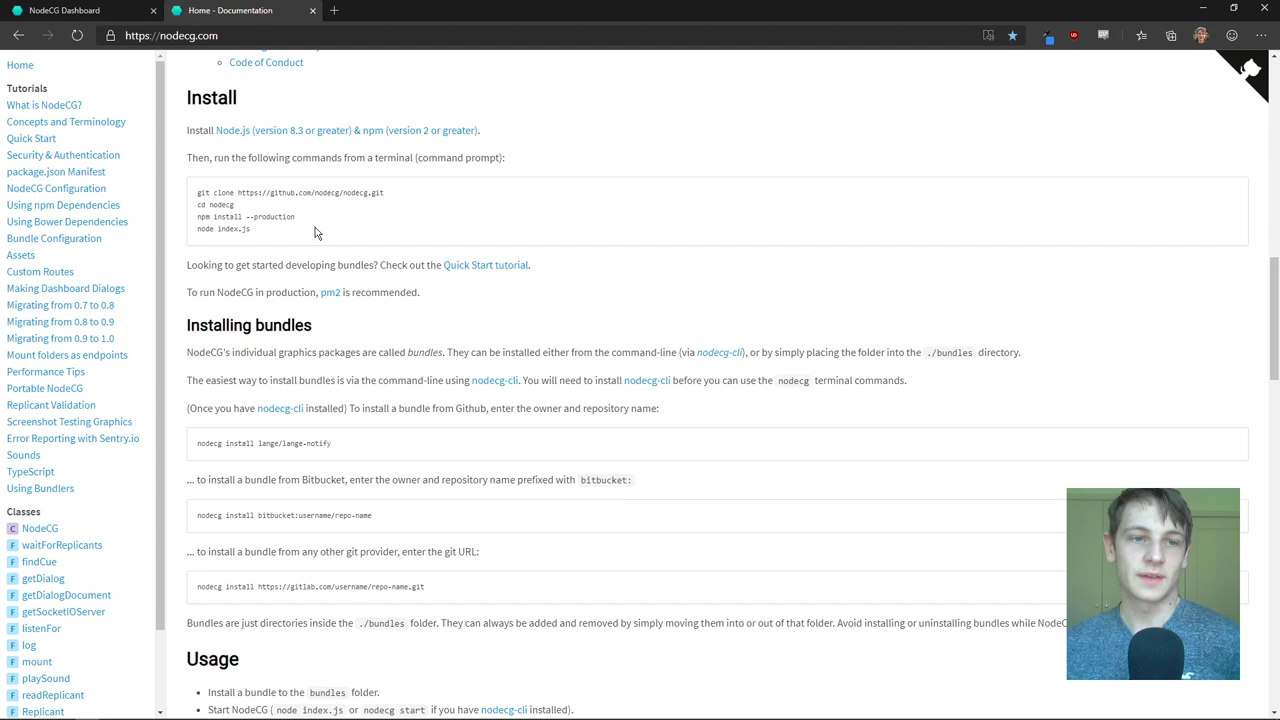 NodeCG Dashboard
Home - Documentation
https://nodecg.com
Home
Tutorials
What is NodeCG?
Concepts and Terminology
Quick Start
Security & Authentication
package.json Manifest
NodeCG Configuration
Using npm Dependencies
Using Bower Dependencies
Bundle Configuration
Assets
Custom Routes
Making Dashboard Dialogs
Migrating from 0.7 to 0.8
Migrating from 0.8 to 0.9
Migrating from 0.9 to 1.0
Mount folders as endpoints
Performance Tips
Portable NodeCG
Replicant Validation
Screenshot Testing Graphics
Error Reporting with Sentry.io
Sounds
TypeScript
Using Bundlers
Classes
C NodeCG
F waitForReplicants
F findCue
F getDialog
F getDialogDocument
F getSocketIOServer
F listenFor
F log
F mount
F playSound
F readReplicant
F Replicant
Code of Conduct
Install
Install Node.js (version 8.3 or greater) & npm (version 2 or greater).
Then, run the following commands from a terminal (command prompt):
git clone https://github.com/nodecg/nodecg.git
cd nodecg
npm install --production
node index.js
Looking to get started developing bundles? Check out the Quick Start tutorial.
To run NodeCG in production, pm2 is recommended.
Installing bundles
NodeCG's individual graphics packages are called bundles. They can be installed either from the command-line (via nodecg-cli), or by simply placing the folder into the ./bundles directory.
The easiest way to install bundles is via the command-line using nodecg-cli. You will need to install nodecg-cli before you can use the nodecg terminal commands.
(Once you have nodecg-cli installed) To install a bundle from Github, enter the owner and repository name:
nodecg install lange/lange-notify
... to install a bundle from Bitbucket, enter the owner and repository name prefixed with bitbucket:
nodecg install bitbucket:username/repo-name
... to install a bundle from any other git provider, enter the git URL:
nodecg install https://gitlab.com/username/repo-name.git
Bundles are just directories inside the ./bundles folder. They can always be added and removed by simply moving them into or out of that folder. Avoid installing or uninstalling bundles while NodeC
Usage
Install a bundle to the bundles folder.
Start NodeCG ( node index.js or nodecg start if you have nodecg-cli installed).